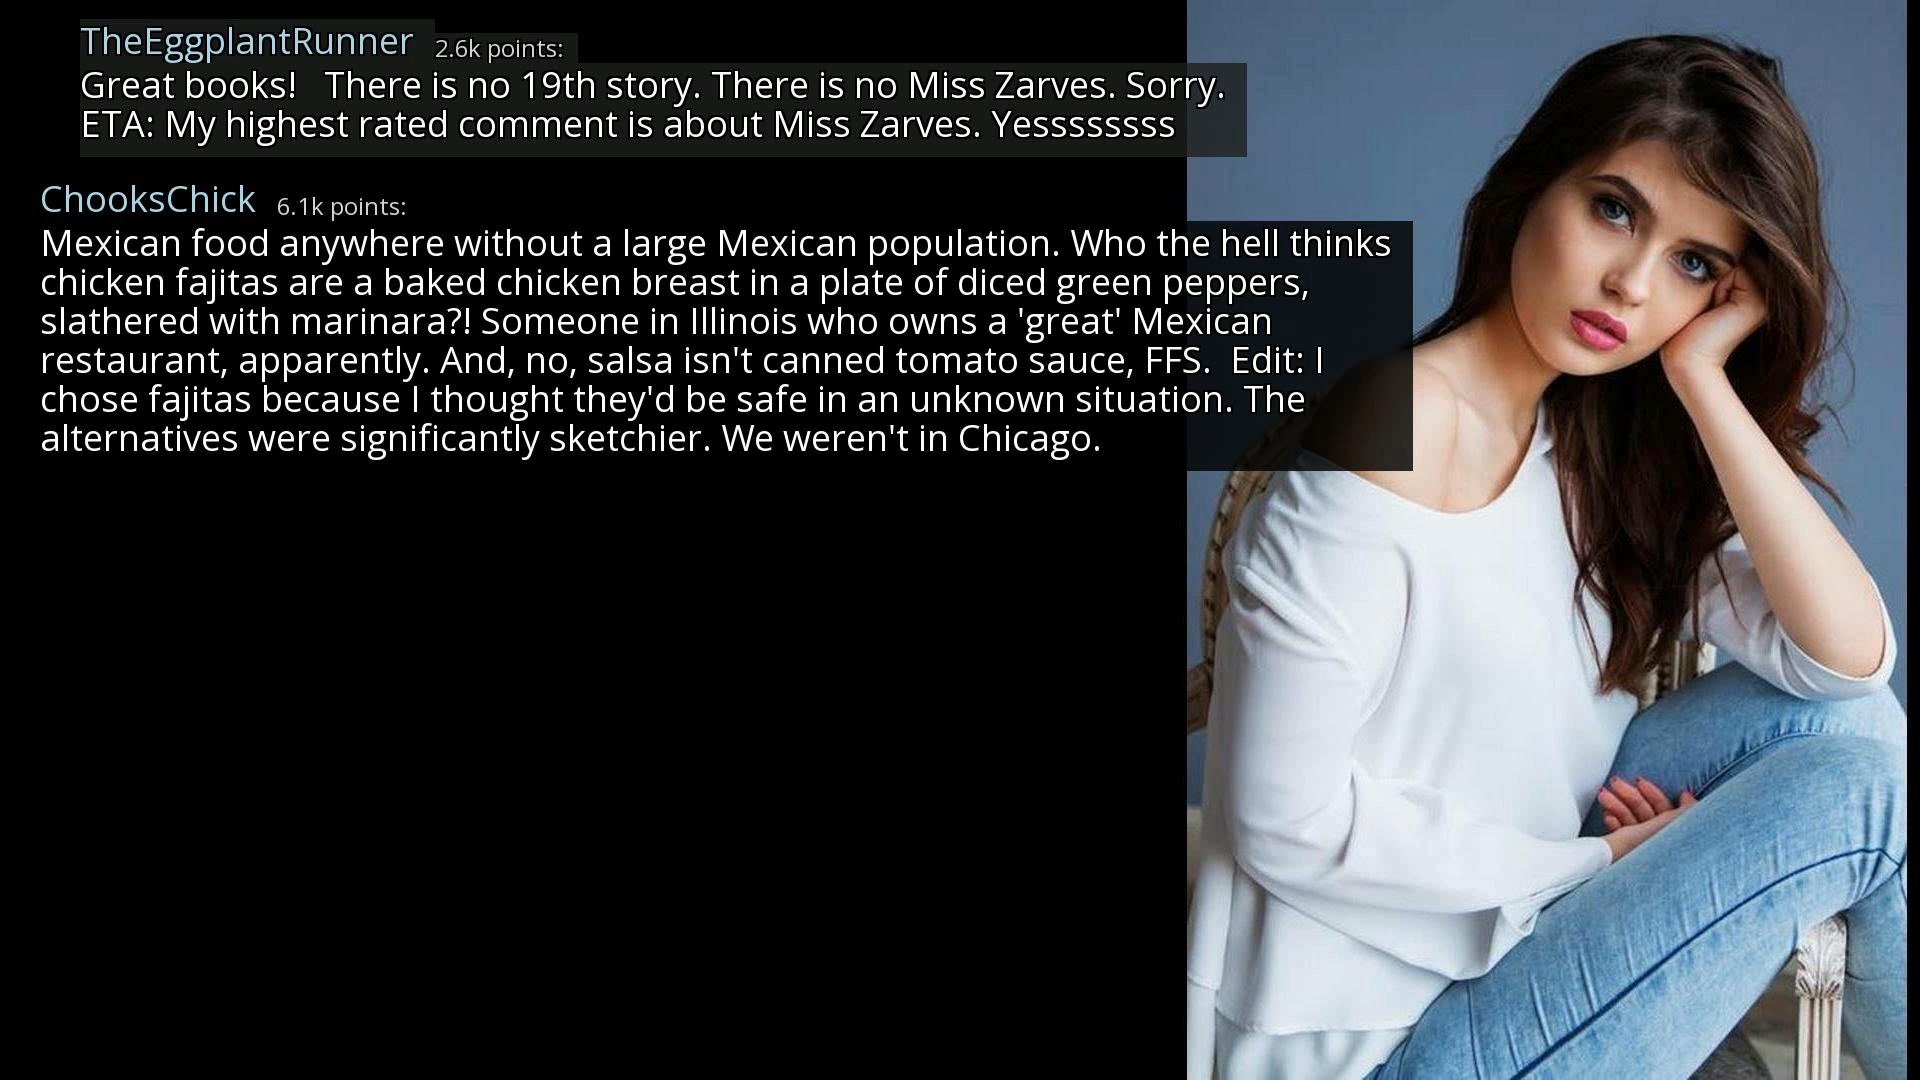 TheEggplantRunner 2.6k points:
Great books!   There is no 19th story. There is no Miss Zarves. Sorry.
ETA: My highest rated comment is about Miss Zarves. Yessssssss
ChooksChick 6.1k points:
Mexican food anywhere without a large Mexican population. Who the hell thinks
chicken fajitas are a baked chicken breast in a plate of diced green peppers,
slathered with marinara?! Someone in Illinois who owns a 'great' Mexican
restaurant, apparently. And, no, salsa isn't canned tomato sauce, FFS.  Edit: I
chose fajitas because I thought they'd be safe in an unknown situation. The
alternatives were significantly sketchier. We weren't in Chicago.